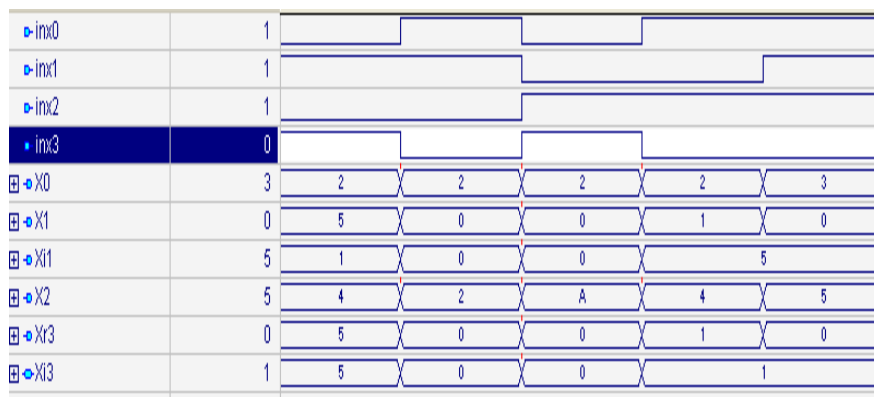 inx0 1
inx1 1
inx2 1
inx3 0
X0 3 2 2 2 2 3
X1 0 5 0 0 1 0
Xi1 5 1 0 0 5
X2 5 4 2 A 4 5
Xr3 0 5 0 0 1 0
Xi3 1 5 0 0 1